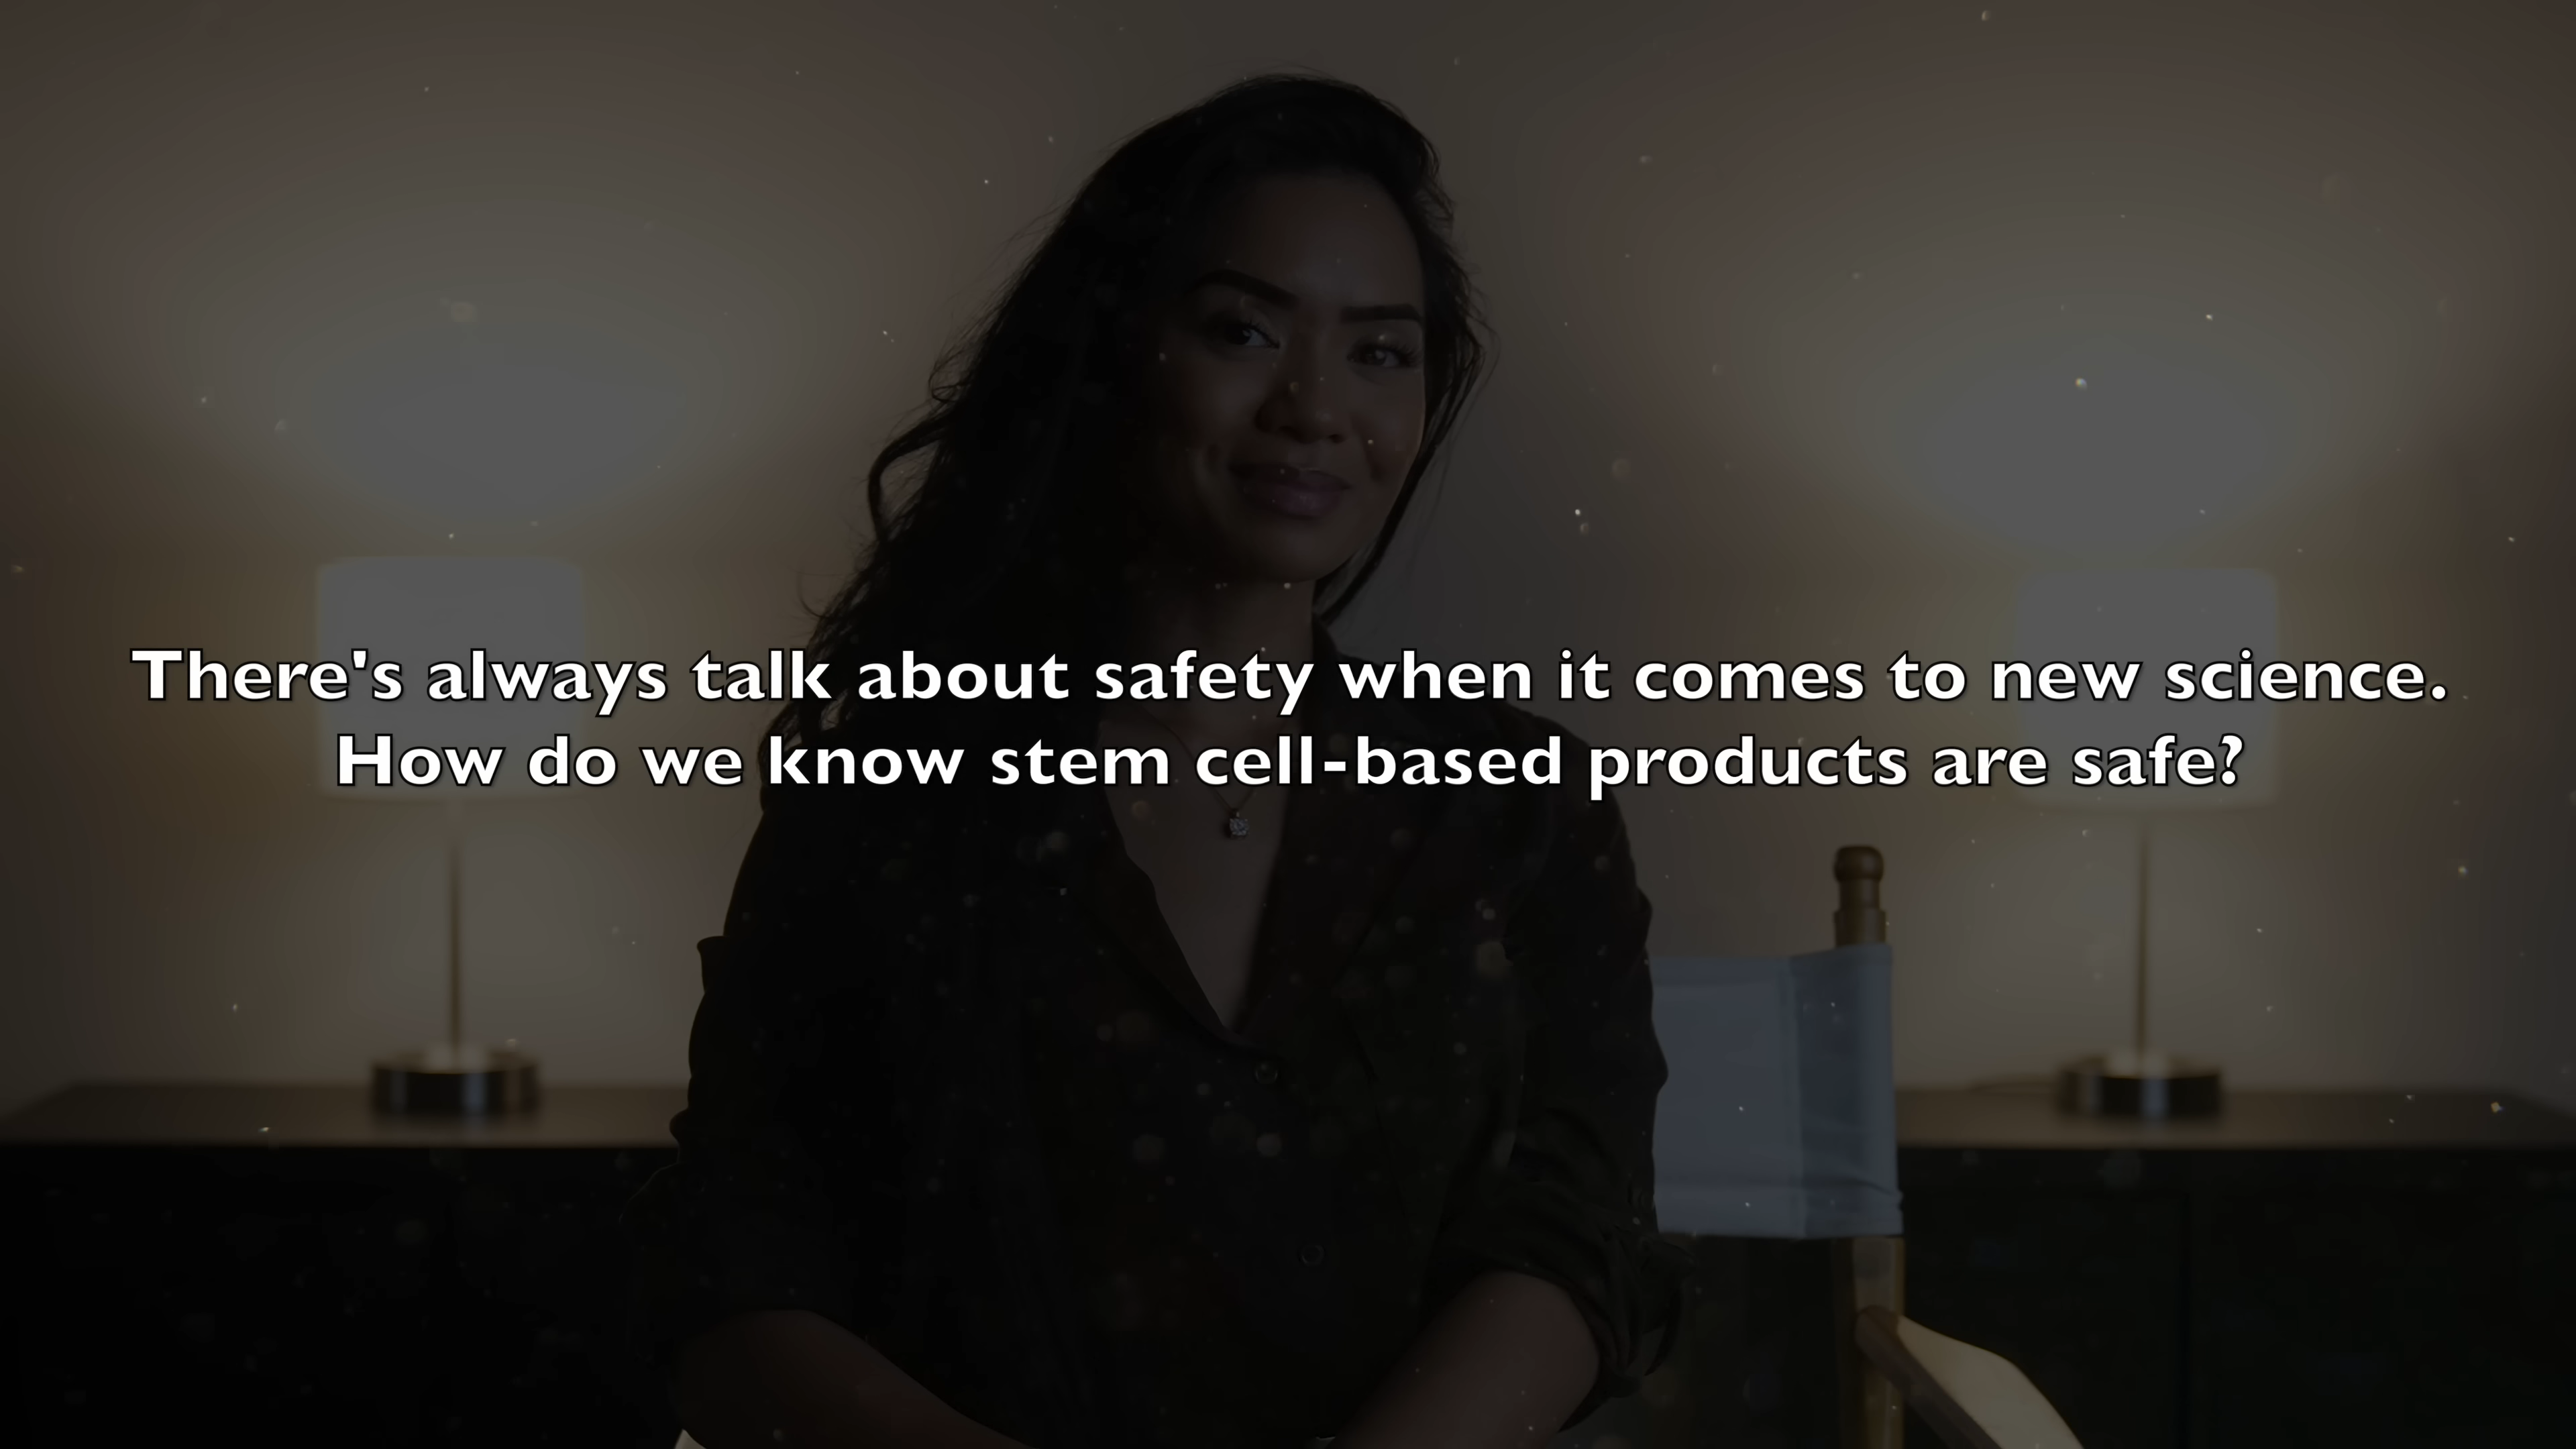 There's always talk about safety when it comes to new science.
How do we know stem cell-based products are safe?